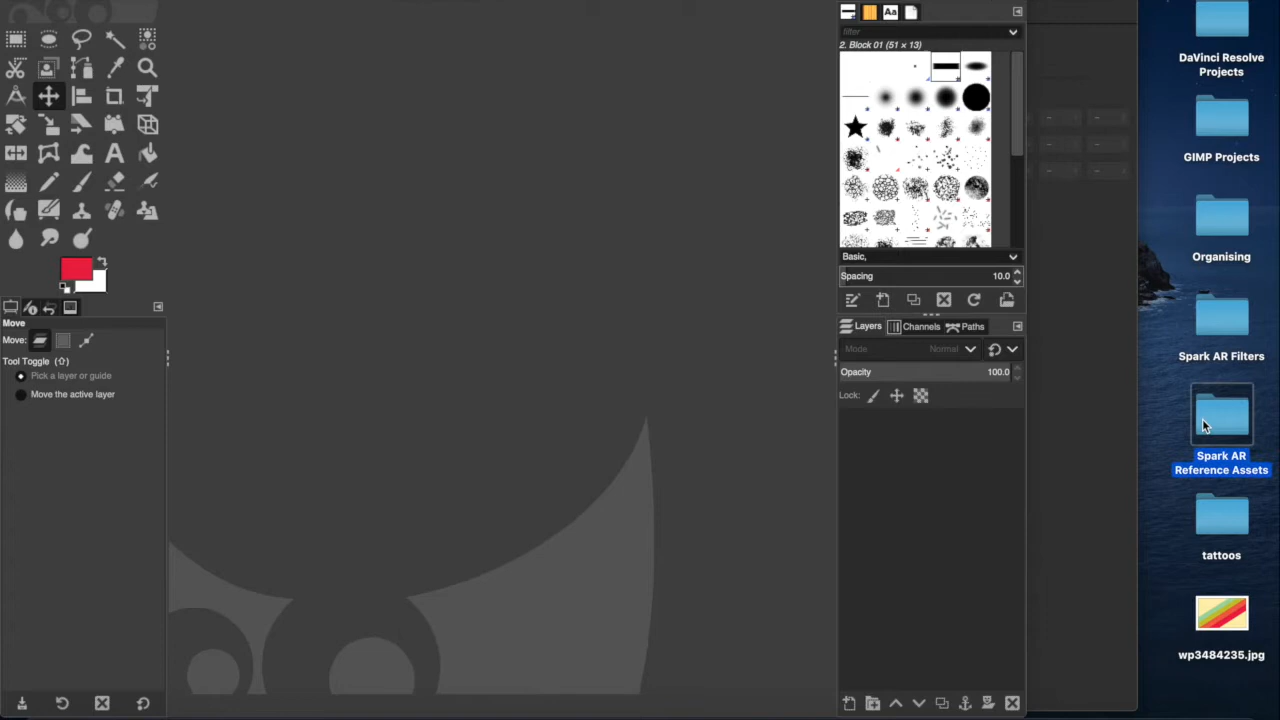 filter
2. Block 01 (51 × 13)
Basic,
Spacing 10.0
Layers Channels Paths
Mode Normal
Opacity 100.0
Lock:
Move
Move:
Tool Toggle (⇧)
Pick a layer or guide
Move the active layer
Aa
DaVinci Resolve
Projects
GIMP Projects
Organising
Spark AR Filters
Spark AR
Reference Assets
tattoos
wp3484235.jpg